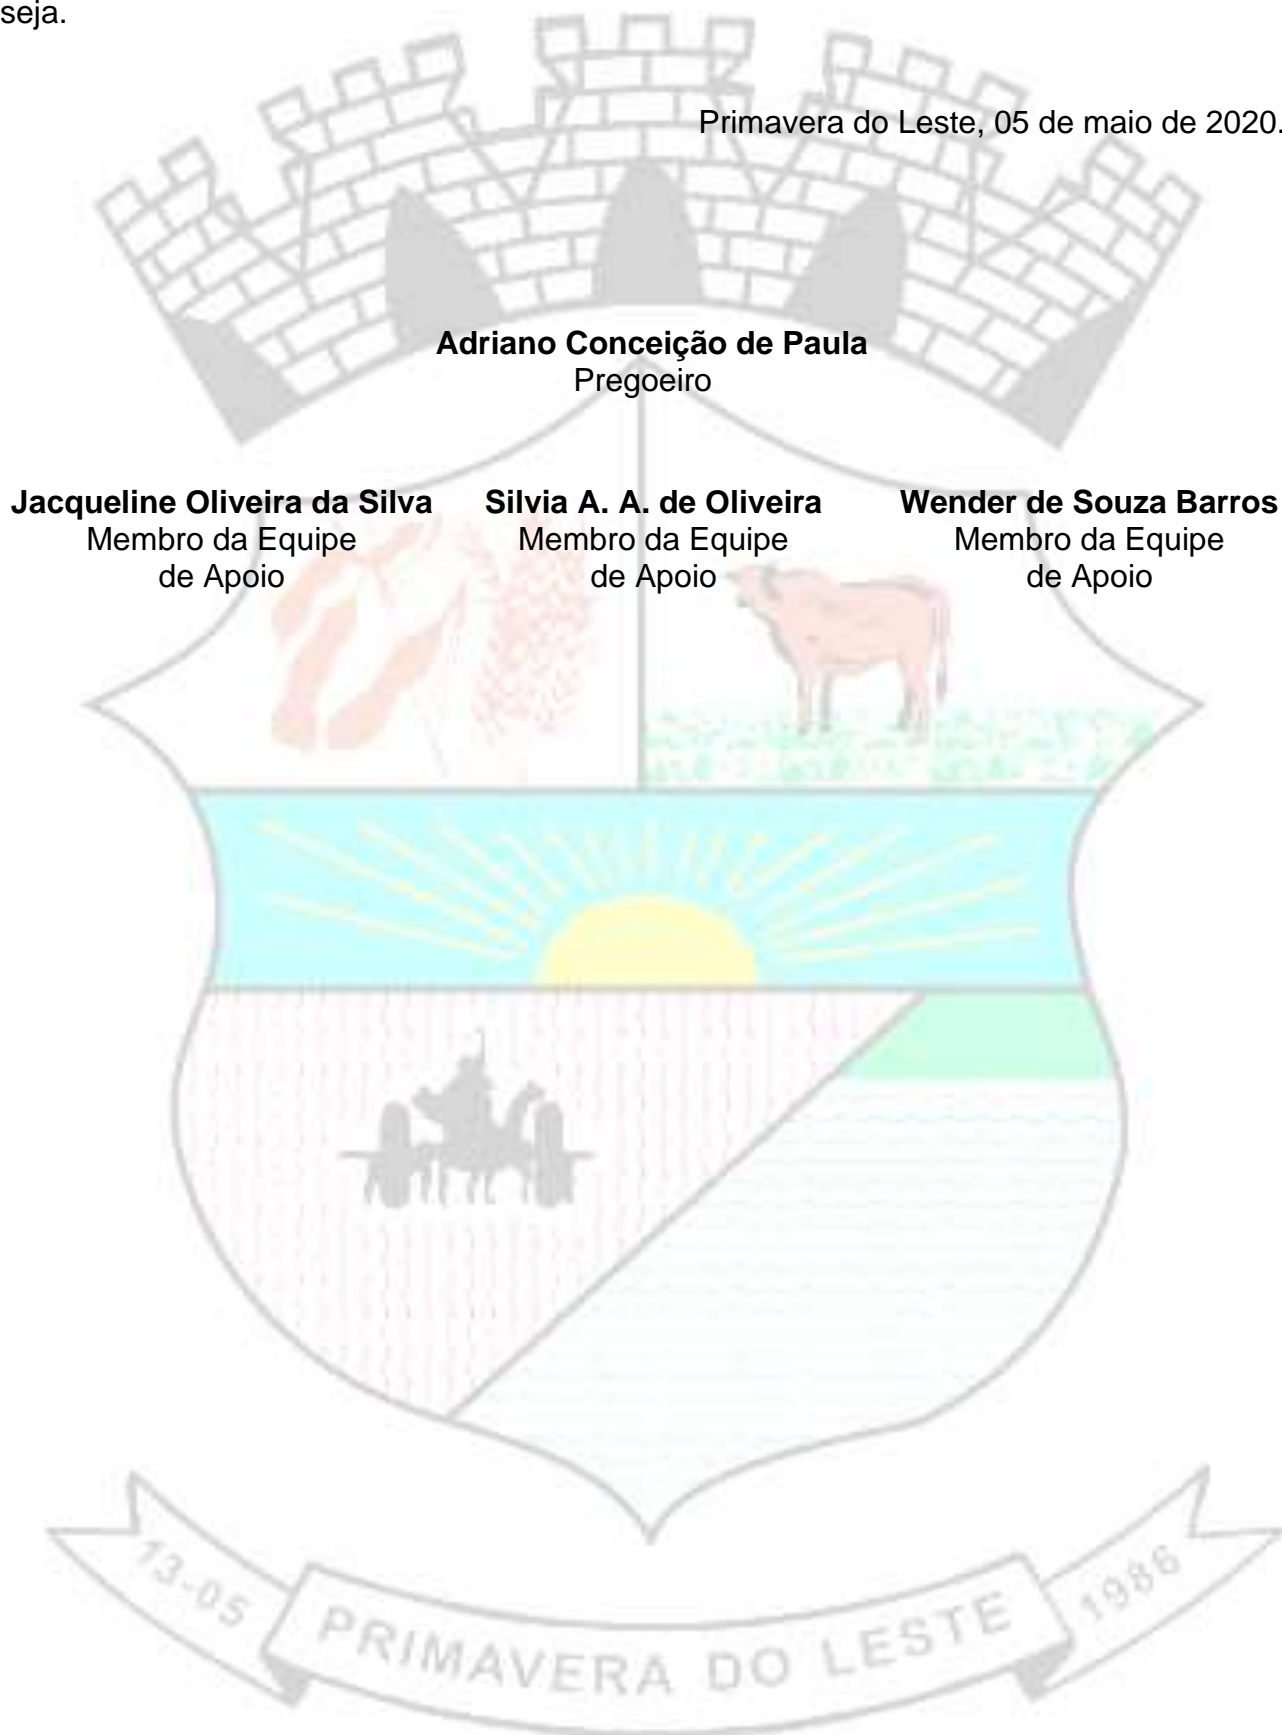 seja.
Primavera do Leste, 05 de maio de 2020.
Adriano Conceição de Paula
Pregoeiro
Jacqueline Oliveira da Silva Silvia A. A. de Oliveira Wender de Souza Barros
Membro da Equipe Membro da Equipe Membro da Equipe
de Apoio de Apoio de Apoio
13-05 PRIMAVERA DO LESTE 1986